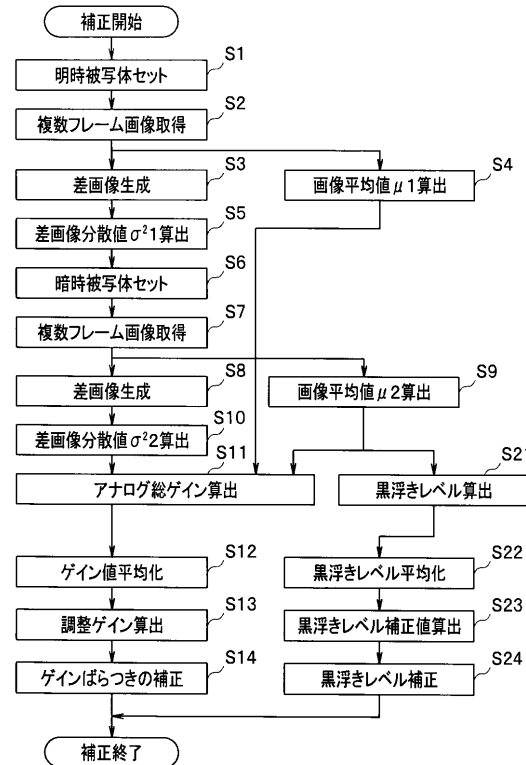 補正開始
S1
明時被写体セット
S2
複数フレーム画像取得
S3
差画像生成
S4
画像平均値μ1算出
S5
差画像分散値σ²1算出
S6
暗時被写体セット
S7
複数フレーム画像取得
S8
差画像生成
S9
画像平均値μ2算出
S10
差画像分散値σ²2算出
S11
アナログ総ゲイン算出
S21
黒浮きレベル算出
S12
ゲイン値平均化
S22
黒浮きレベル平均化
S13
調整ゲイン算出
S23
黒浮きレベル補正値算出
S14
ゲインばらつきの補正
S24
黒浮きレベル補正
補正終了